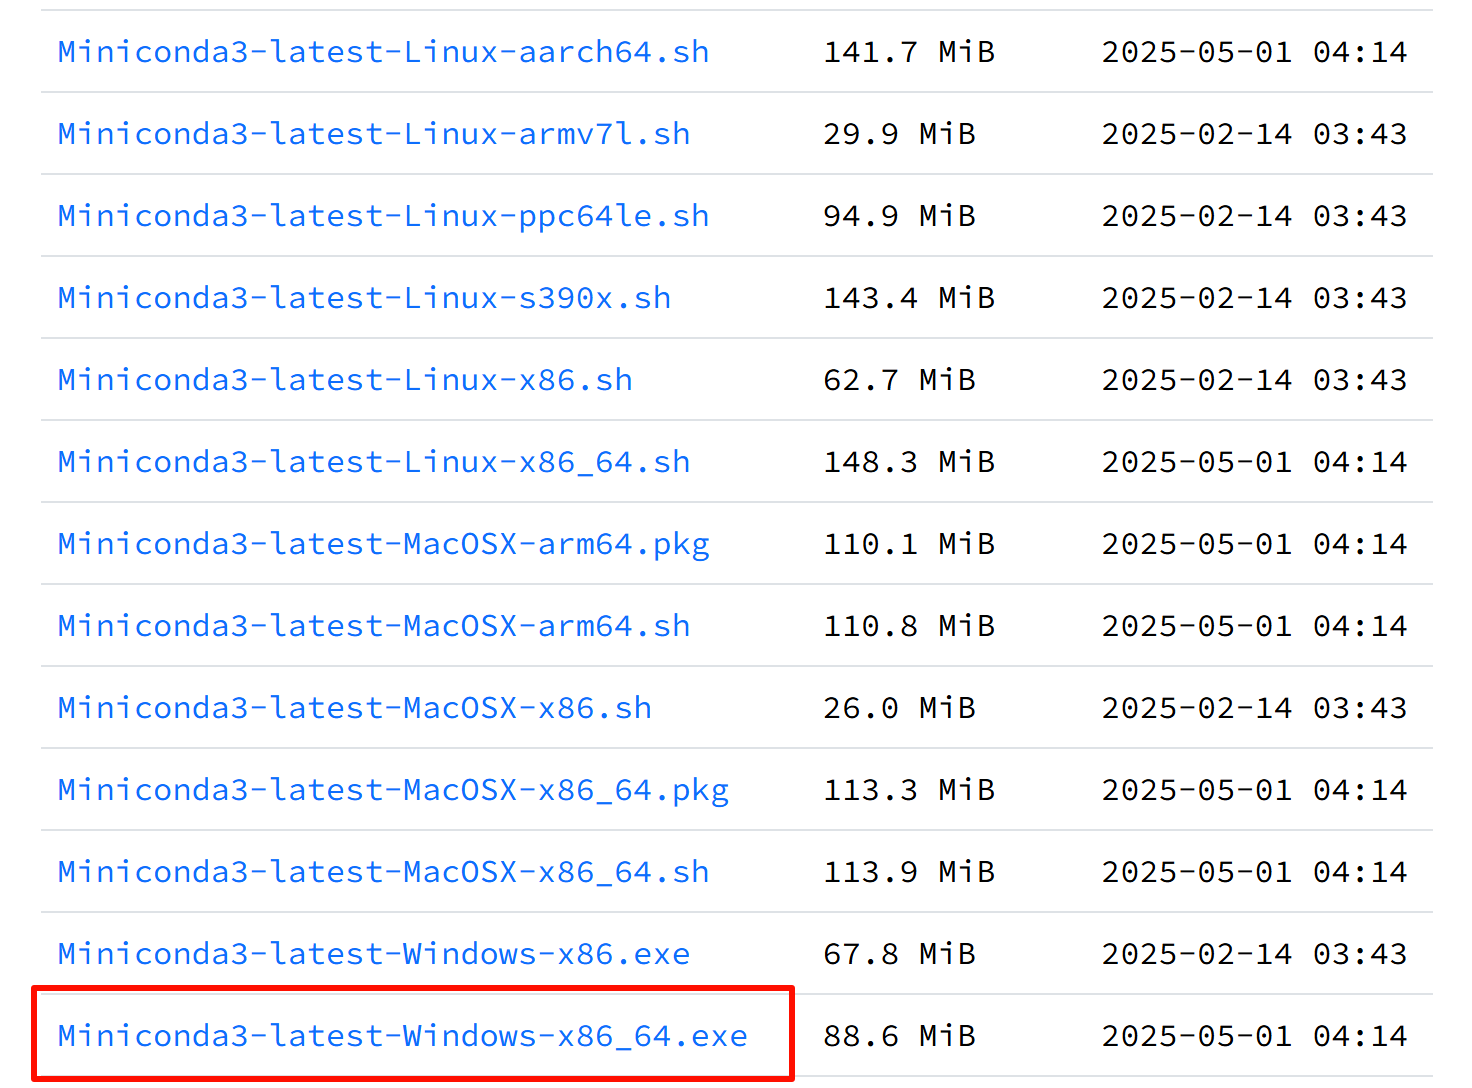 Miniconda3-latest-Linux-aarch64.sh 141.7 MiB 2025-05-01 04:14
Miniconda3-latest-Linux-armv7l.sh 29.9 MiB 2025-02-14 03:43
Miniconda3-latest-Linux-ppc64le.sh 94.9 MiB 2025-02-14 03:43
Miniconda3-latest-Linux-s390x.sh 143.4 MiB 2025-02-14 03:43
Miniconda3-latest-Linux-x86.sh 62.7 MiB 2025-02-14 03:43
Miniconda3-latest-Linux-x86_64.sh 148.3 MiB 2025-05-01 04:14
Miniconda3-latest-MacOSX-arm64.pkg 110.1 MiB 2025-05-01 04:14
Miniconda3-latest-MacOSX-arm64.sh 110.8 MiB 2025-05-01 04:14
Miniconda3-latest-MacOSX-x86.sh 26.0 MiB 2025-02-14 03:43
Miniconda3-latest-MacOSX-x86_64.pkg 113.3 MiB 2025-05-01 04:14
Miniconda3-latest-MacOSX-x86_64.sh 113.9 MiB 2025-05-01 04:14
Miniconda3-latest-Windows-x86.exe 67.8 MiB 2025-02-14 03:43
Miniconda3-latest-Windows-x86_64.exe 88.6 MiB 2025-05-01 04:14